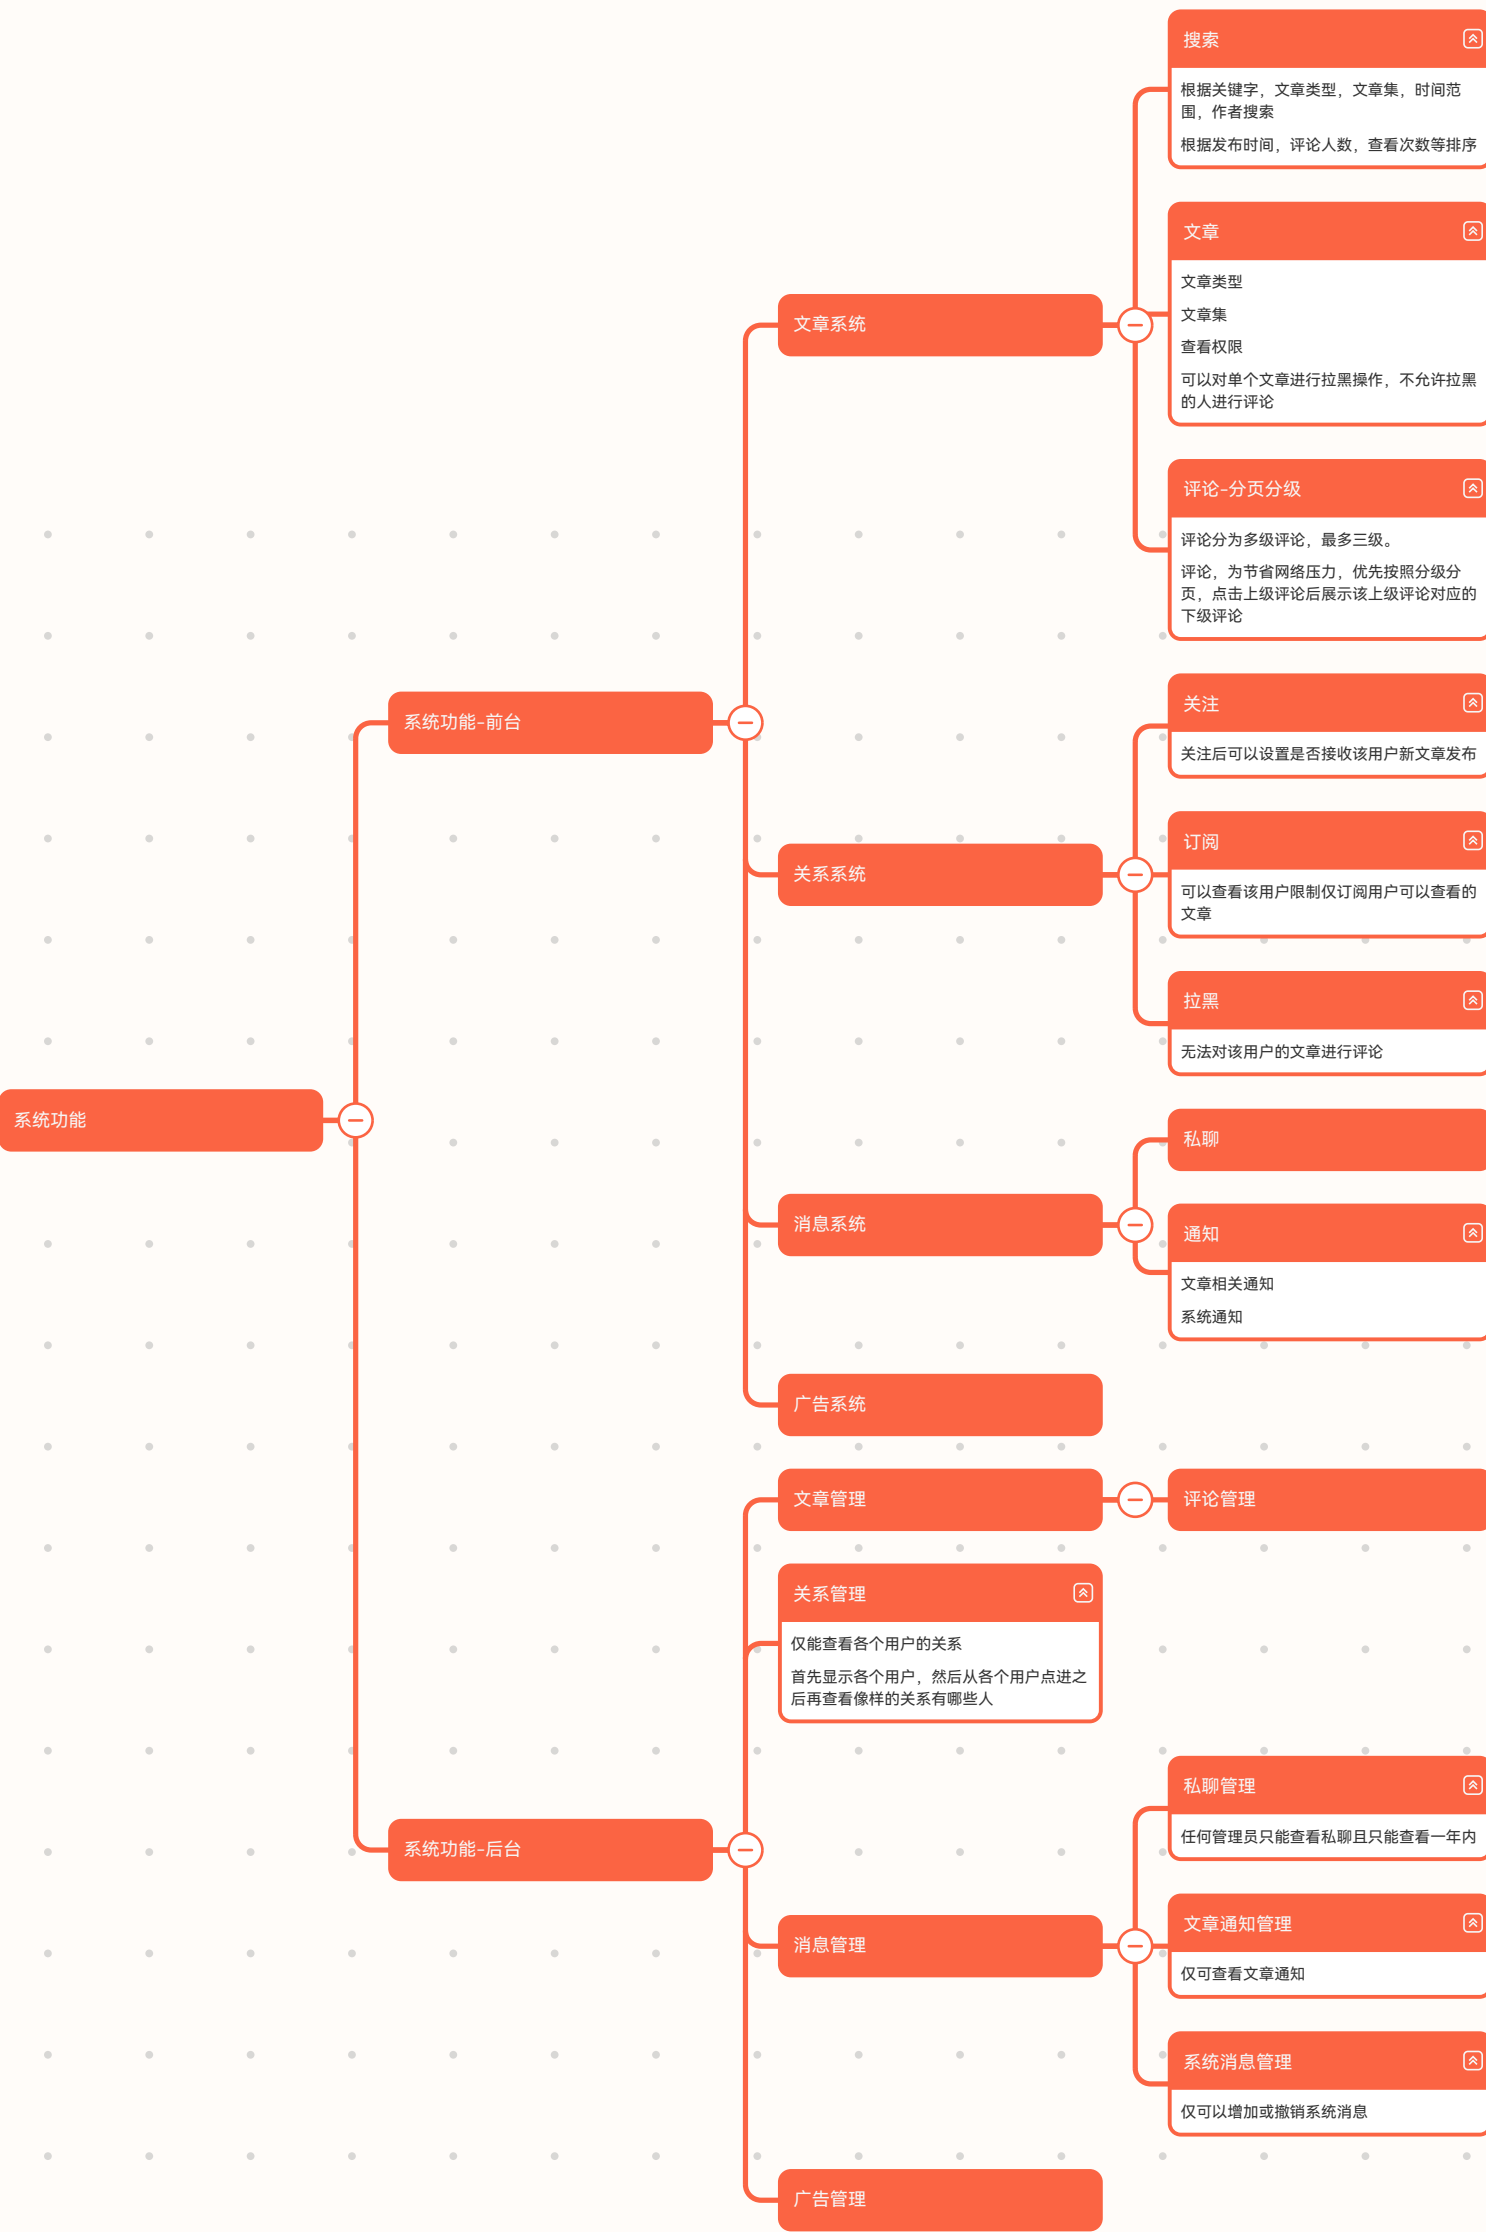 搜索
根据关键字，文章类型，文章集，时间范
围，作者搜索
根据发布时间，评论人数，查看次数等排序
文章
文章类型
文章集
查看权限
可以对单个文章进行拉黑操作，不允许拉黑
的人进行评论
文章系统
评论-分页分级
评论分为多级评论，最多三级。
评论，为节省网络压力，优先按照分级分
页，点击上级评论后展示该上级评论对应的
下级评论
系统功能-前台
关注
关注后可以设置是否接收该用户新文章发布
关系系统
订阅
可以查看该用户限制仅订阅用户可以查看的
文章
拉黑
无法对该用户的文章进行评论
系统功能
私聊
消息系统
通知
文章相关通知
系统通知
广告系统
文章管理
评论管理
关系管理
仅能查看各个用户的关系
首先显示各个用户，然后从各个用户点进之
后再查看像样的关系有哪些人
系统功能-后台
私聊管理
任何管理员只能查看私聊且只能查看一年内
消息管理
文章通知管理
仅可查看文章通知
系统消息管理
仅可以增加或撤销系统消息
广告管理